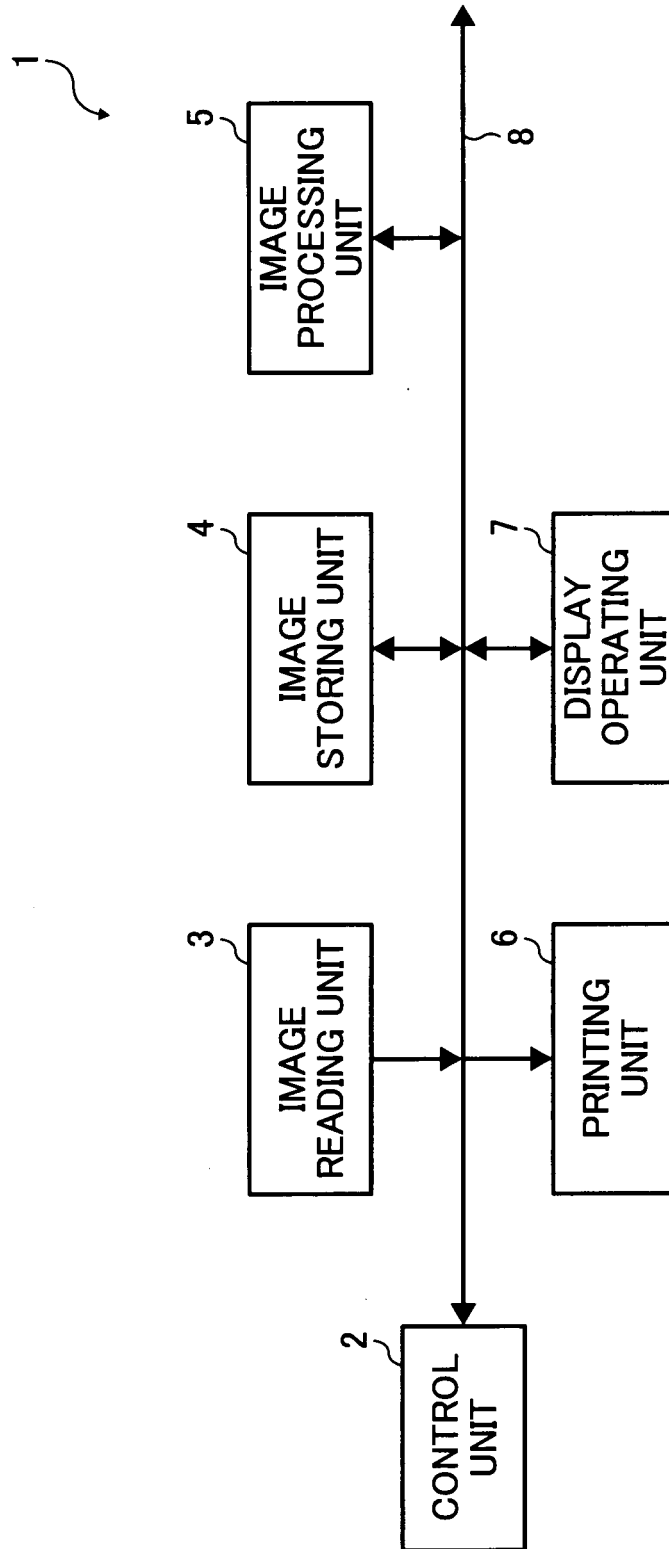 1
5
IMAGE
PROCESSING
UNIT
4
IMAGE
STORING UNIT
3
IMAGE
READING UNIT
2
CONTROL
UNIT
8
7
DISPLAY
OPERATING
UNIT
6
PRINTING
UNIT